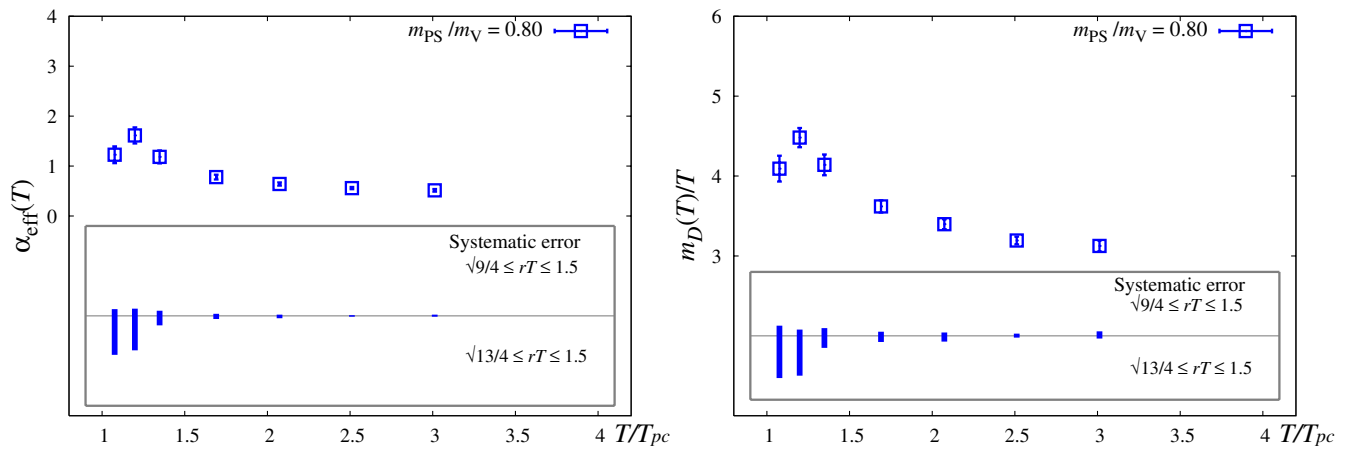 4
3
2
1
0
α_eff(T)
m_PS /m_V = 0.80
Systematic error
√9/4 ≤ rT ≤ 1.5
√13/4 ≤ rT ≤ 1.5
1 1.5 2 2.5 3 3.5 4 T/T_pc
6
5
4
3
m_D(T)/T
m_PS /m_V = 0.80
Systematic error
√9/4 ≤ rT ≤ 1.5
√13/4 ≤ rT ≤ 1.5
1 1.5 2 2.5 3 3.5 4 T/T_pc